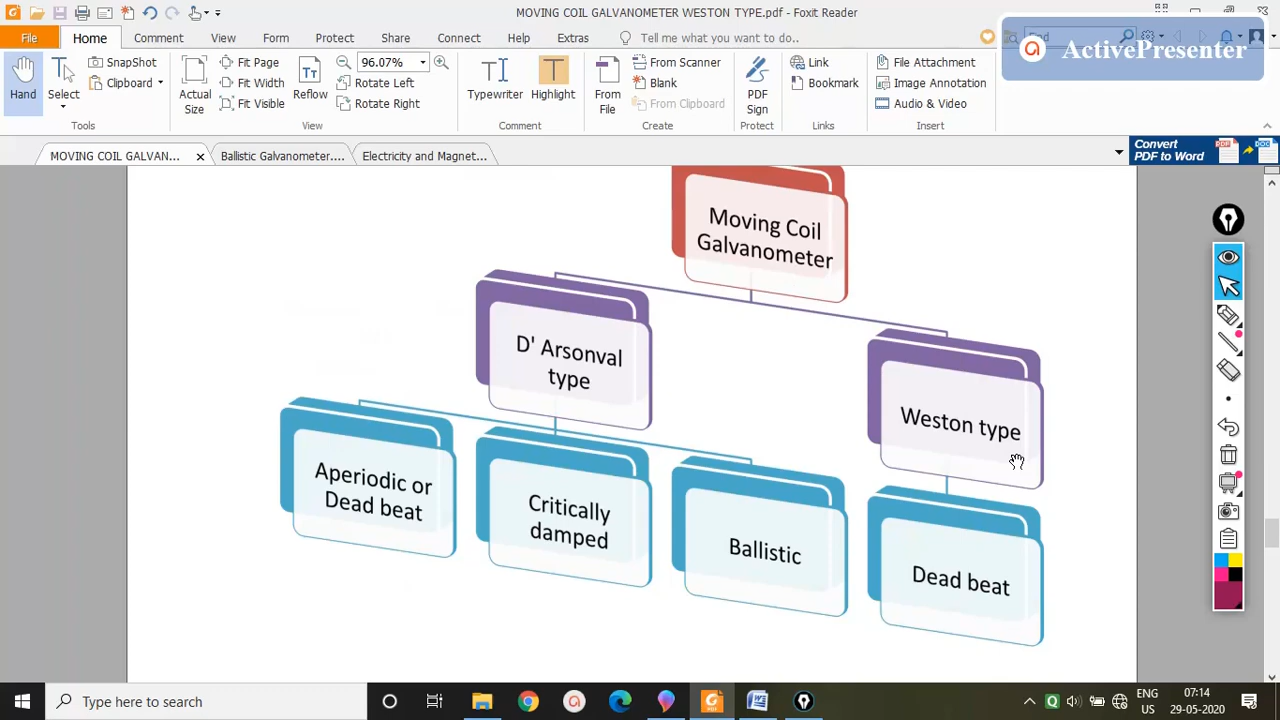 MOVING COIL GALVANOMETER WESTON TYPE.pdf - Foxit Reader
File Home Comment View Form Protect Share Connect Help Extras Tell me what you want to do.. Find
ActivePresenter
Hand
Select
SnapShot
Clipboard
Tools
Actual Size
Fit Page
Fit Width
Fit Visible
Reflow
96.07%
Rotate Left
Rotate Right
View
Typewriter
Highlight
Comment
From File
From Scanner
Blank
From Clipboard
Create
PDF Sign
Protect
Link
Bookmark
Links
File Attachment
Image Annotation
Audio & Video
Insert
MOVING COIL GALVAN...
Ballistic Galvanometer....
Electricity and Magnet...
Convert
PDF to Word
Moving Coil
Galvanometer
D' Arsonval
type
Weston type
Aperiodic or
Dead beat
Critically
damped
Ballistic
Dead beat
Type here to search
ENG
US
07:14
29-05-2020